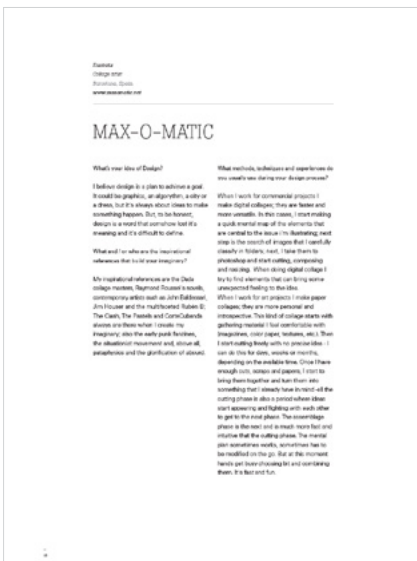 Illustrator
Collage artist
Barcelona, Spain
www.maxomatic.net
MAX-O-MATIC
What's your idea of Design?
I believe design is a plan to achieve a goal.
It could be graphics, an algorythm, a city or
a dress, but it's always about ideas to make
something happen. But, to be honest,
design is a word that somehow lost it's
meaning and it's difficult to define.
What and / or who are the inspirational
references that build your imaginery?
My inspirational references are the Dada
collage masters, Raymond Roussel's novels,
contemporary artists such as John Baldessari,
Jim Houser and the multifaceted Rubén B;
The Clash, The Pastels and CornCubando
always are there when I create my
imaginery; also the early punk fanzines,
the situationist movement and, above all,
pataphysics and the glorification of absurd.
What methods, techniques and experiences do
you usually use during your design process?
When I work for commercial projects I
make digital collages; they are faster and
more versatile. In this cases, I start making
a quick mental map of the elements that
are central to the issue i'm illustrating; next
step is the search of images that I carefully
classify in folders; next, I take them to
photoshop and start cutting, composing
and resizing. When doing digital collage I
try to find elements that can bring some
unexpected feeling to the idea.
When I work for art projects I make paper
collages; they are more personal and
introspective. This kind of collage starts with
gathering material I feel comfortable with
(magazines, color paper, textures, etc.). Then
I start cutting freely with no precise idea - I
can do this for days, weeks or months,
depending on the available time. Once I have
enough cuts, scraps and papers, I start to
bring them together and turn them into
something that I already have in mind -all the
cutting phase is also a period where ideas
start appearing and fighting with each other
to get to the next phase. The assemblage
phase is the next and is much more fast and
intuitive that the cutting phase. The mental
plan sometimes works, sometimes has to
be modified on the go. But at this moment
hands get busy choosing bit and combining
them. It's fast and fun.